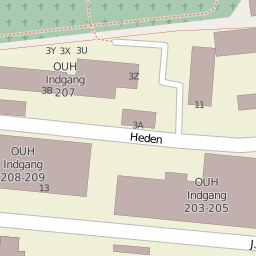 3Y 3X 3U
OUH
Indgang
207
3Z
3B
11
3A
Heden
OUH
Indgang
208-209
13
OUH
Indgang
203-205
J.